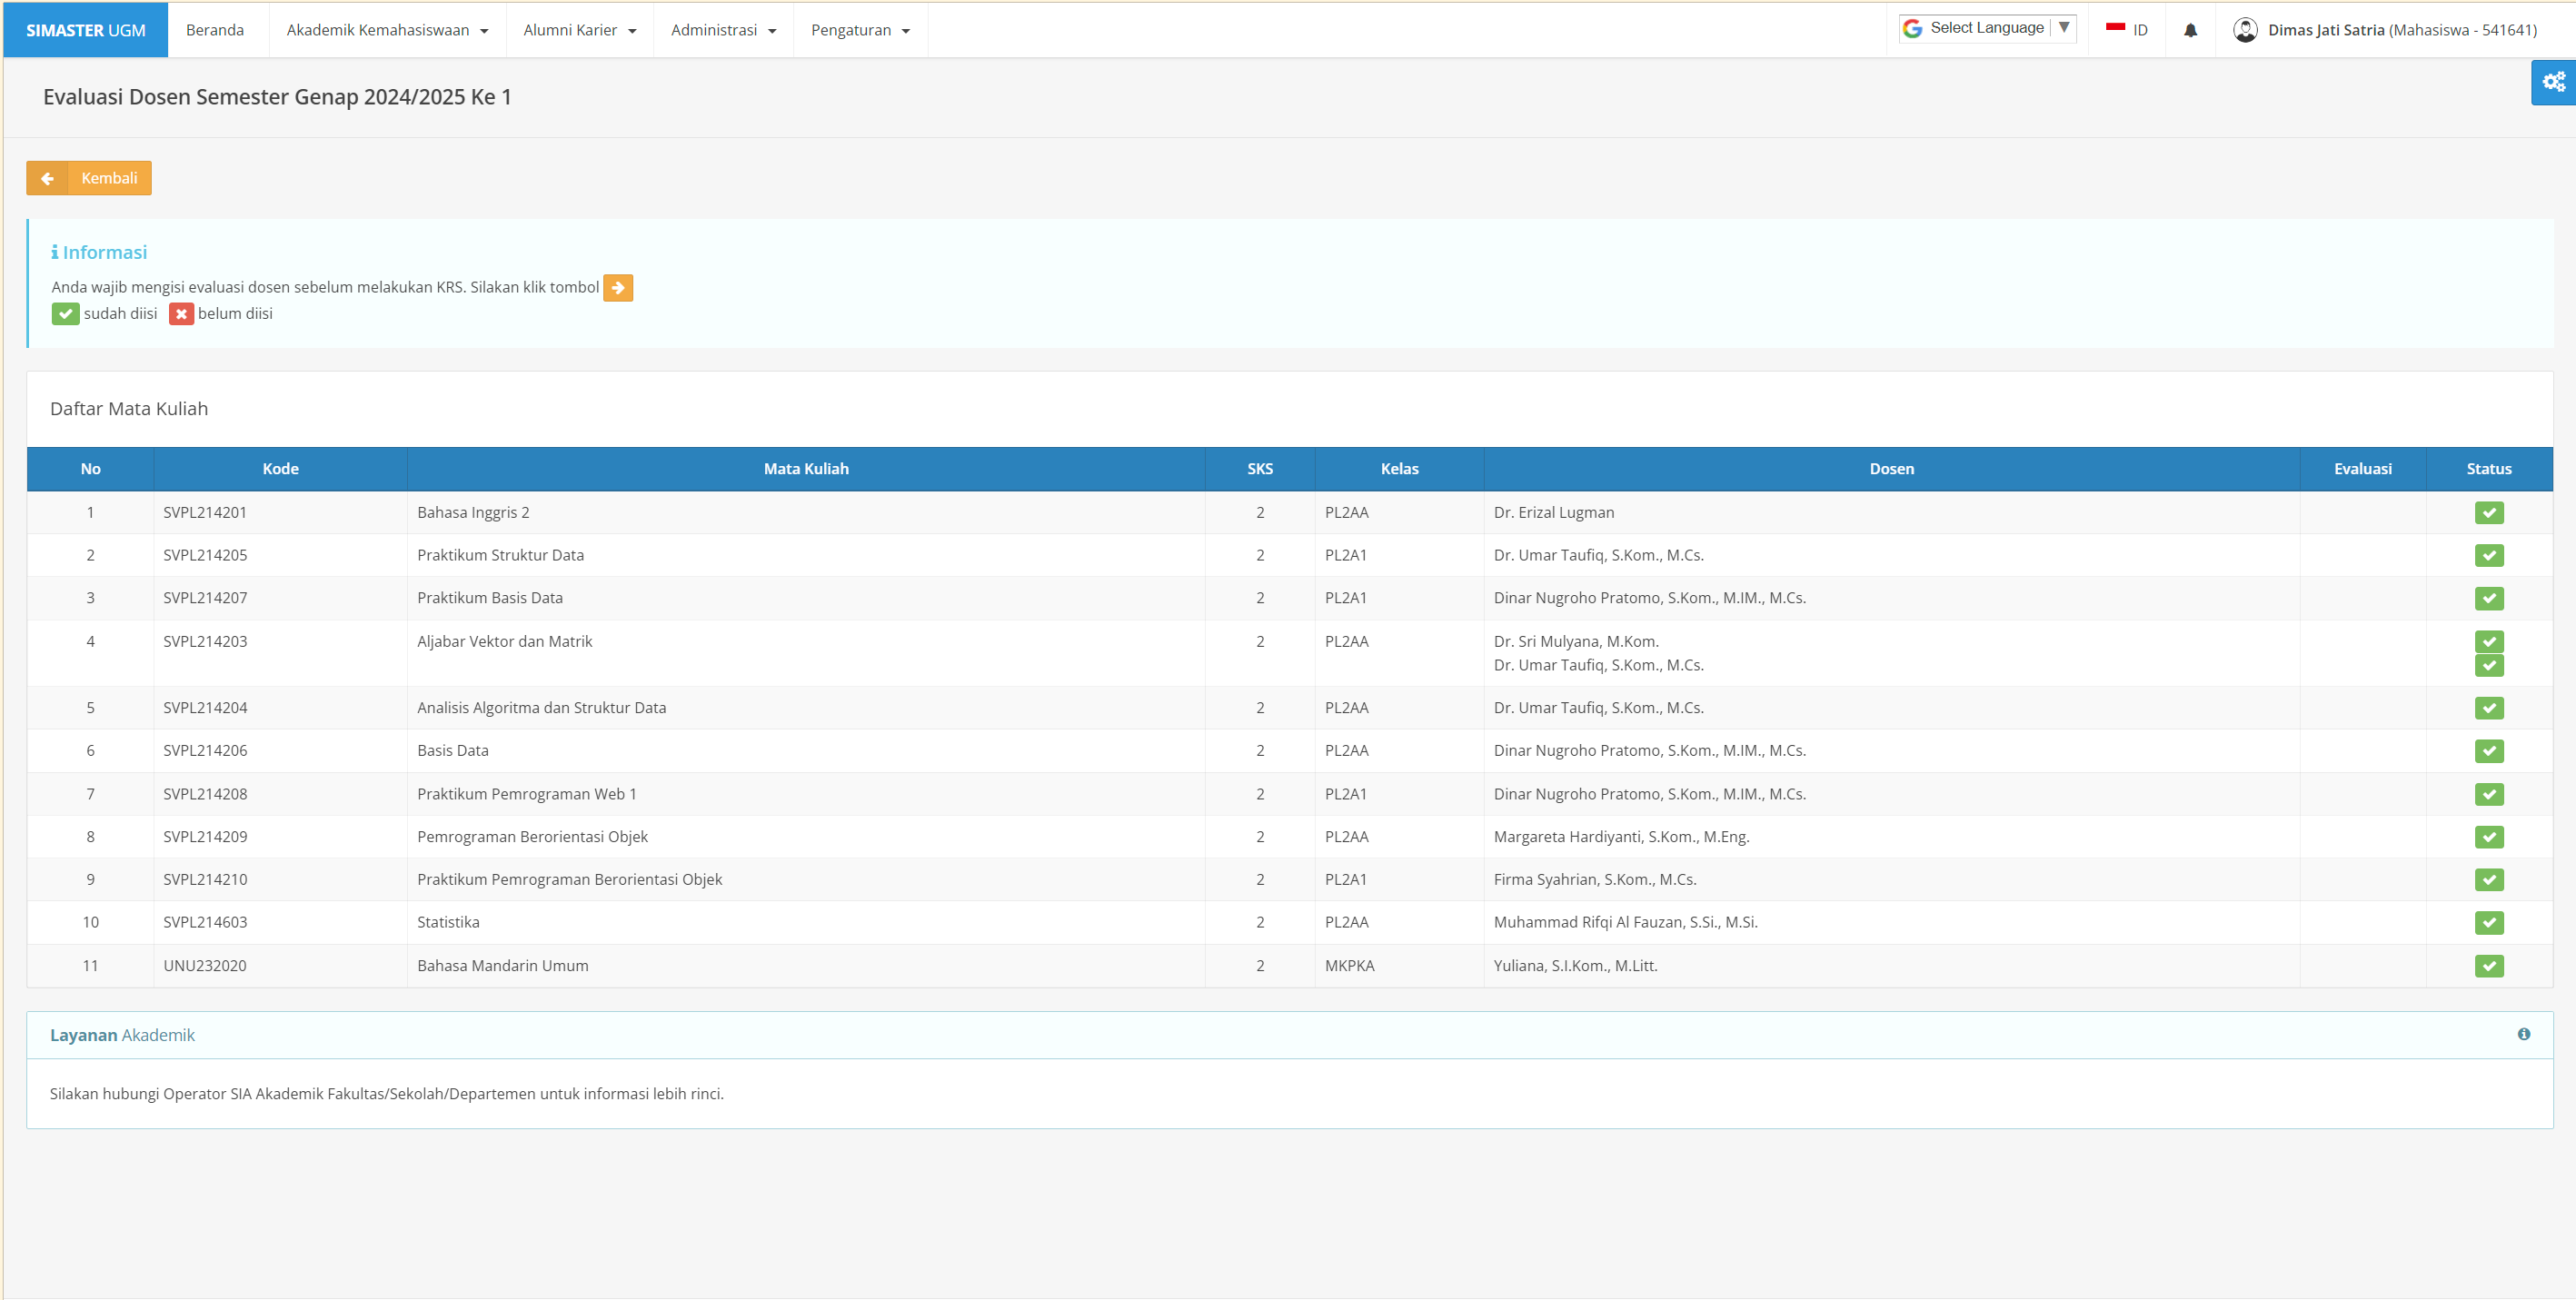 SIMASTER UGM Beranda Akademik Kemahasiswaan Alumni Karier Administrasi Pengaturan Select Language ID Dimas Jati Satria (Mahasiswa - 541641)
Evaluasi Dosen Semester Genap 2024/2025 Ke 1
Kembali
Informasi
Anda wajib mengisi evaluasi dosen sebelum melakukan KRS. Silakan klik tombol
sudah diisi belum diisi
Daftar Mata Kuliah
No Kode Mata Kuliah SKS Kelas Dosen Evaluasi Status
1 SVPL214201 Bahasa Inggris 2 2 PL2AA Dr. Erizal Lugman
2 SVPL214205 Praktikum Struktur Data 2 PL2A1 Dr. Umar Taufiq, S.Kom., M.Cs.
3 SVPL214207 Praktikum Basis Data 2 PL2A1 Dinar Nugroho Pratomo, S.Kom., M.IM., M.Cs.
4 SVPL214203 Aljabar Vektor dan Matrik 2 PL2AA Dr. Sri Mulyana, M.Kom.
Dr. Umar Taufiq, S.Kom., M.Cs.
5 SVPL214204 Analisis Algoritma dan Struktur Data 2 PL2AA Dr. Umar Taufiq, S.Kom., M.Cs.
6 SVPL214206 Basis Data 2 PL2AA Dinar Nugroho Pratomo, S.Kom., M.IM., M.Cs.
7 SVPL214208 Praktikum Pemrograman Web 1 2 PL2A1 Dinar Nugroho Pratomo, S.Kom., M.IM., M.Cs.
8 SVPL214209 Pemrograman Berorientasi Objek 2 PL2AA Margareta Hardiyanti, S.Kom., M.Eng.
9 SVPL214210 Praktikum Pemrograman Berorientasi Objek 2 PL2A1 Firma Syahrian, S.Kom., M.Cs.
10 SVPL214603 Statistika 2 PL2AA Muhammad Rifqi Al Fauzan, S.Si., M.Si.
11 UNU232020 Bahasa Mandarin Umum 2 MKPKA Yuliana, S.I.Kom., M.Litt.
Layanan Akademik
Silakan hubungi Operator SIA Akademik Fakultas/Sekolah/Departemen untuk informasi lebih rinci.